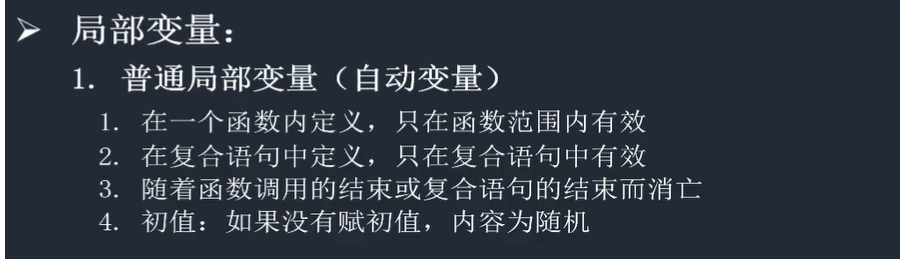 ➢ 局部变量：
1. 普通局部变量（自动变量）
1. 在一个函数内定义，只在函数范围内有效
2. 在复合语句中定义，只在复合语句中有效
3. 随着函数调用的结束或复合语句的结束而消亡
4. 初值：如果没有赋初值，内容为随机